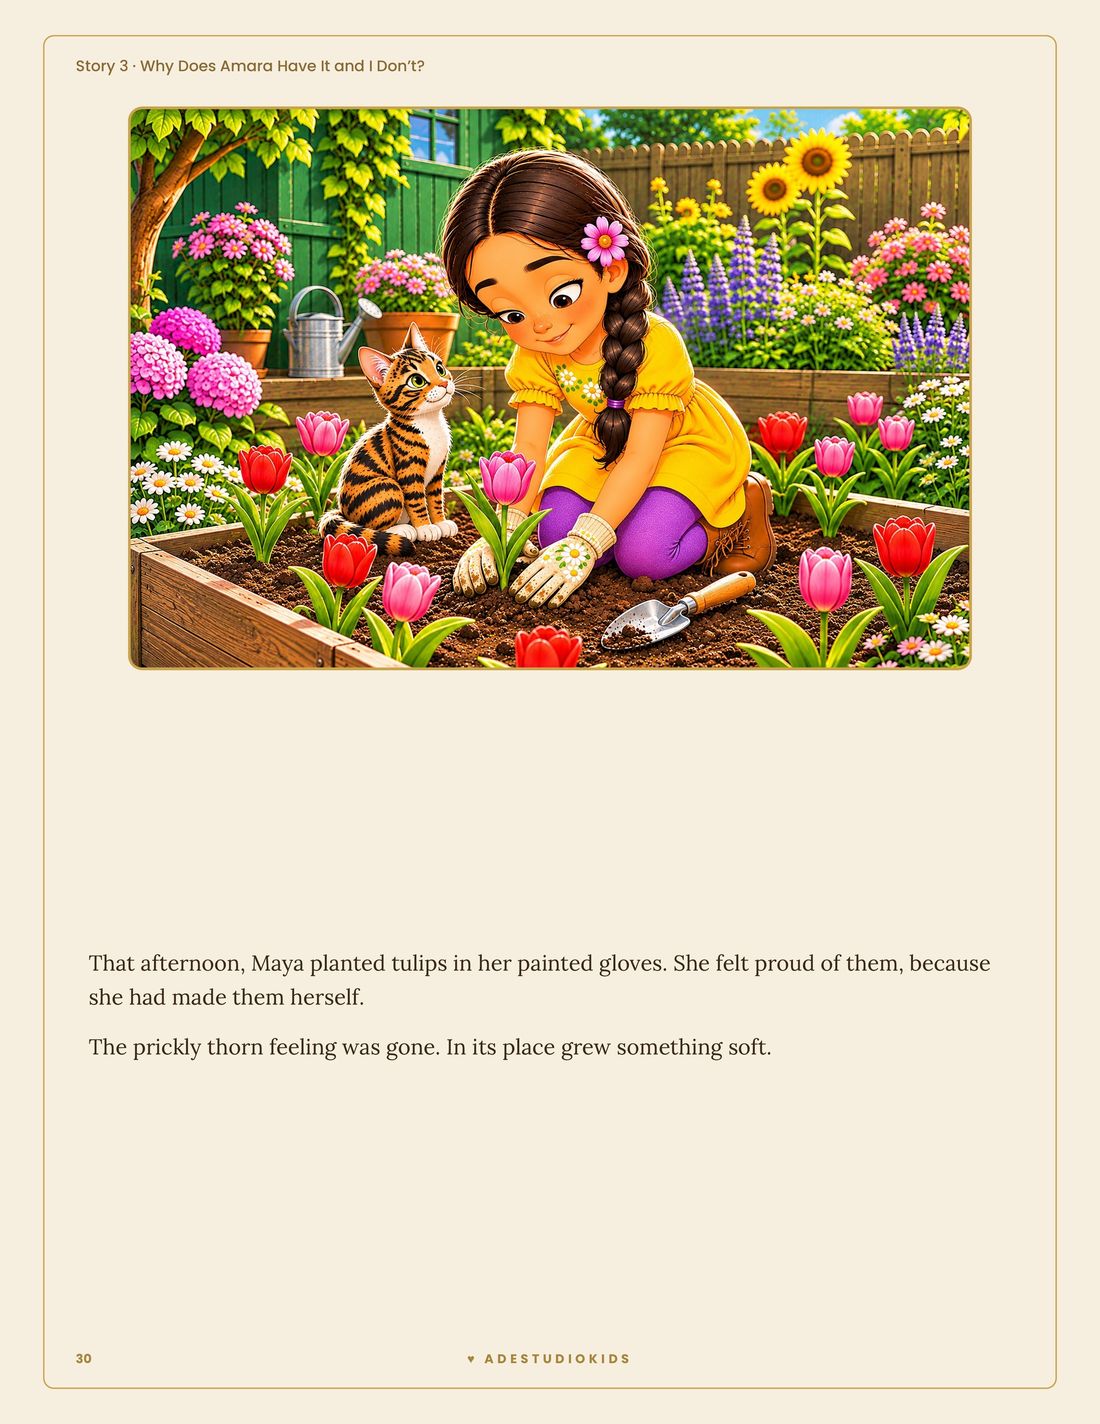 Story 3 · Why Does Amara Have It and I Don’t?
That afternoon, Maya planted tulips in her painted gloves. She felt proud of them, because
she had made them herself.
The prickly thorn feeling was gone. In its place grew something soft.
30
♥ ADESTUDIOKIDS